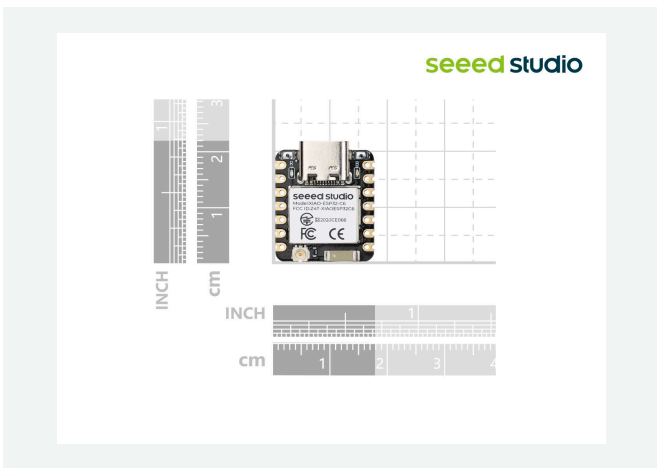 seeed studio
3
1
2
1
seeed studio
Model:XIAO-ESP32-C6
FCC ID:Z4T-XIAOESP32C6
FC CE
INCH
cm
INCH
1
cm
1 2 3 4